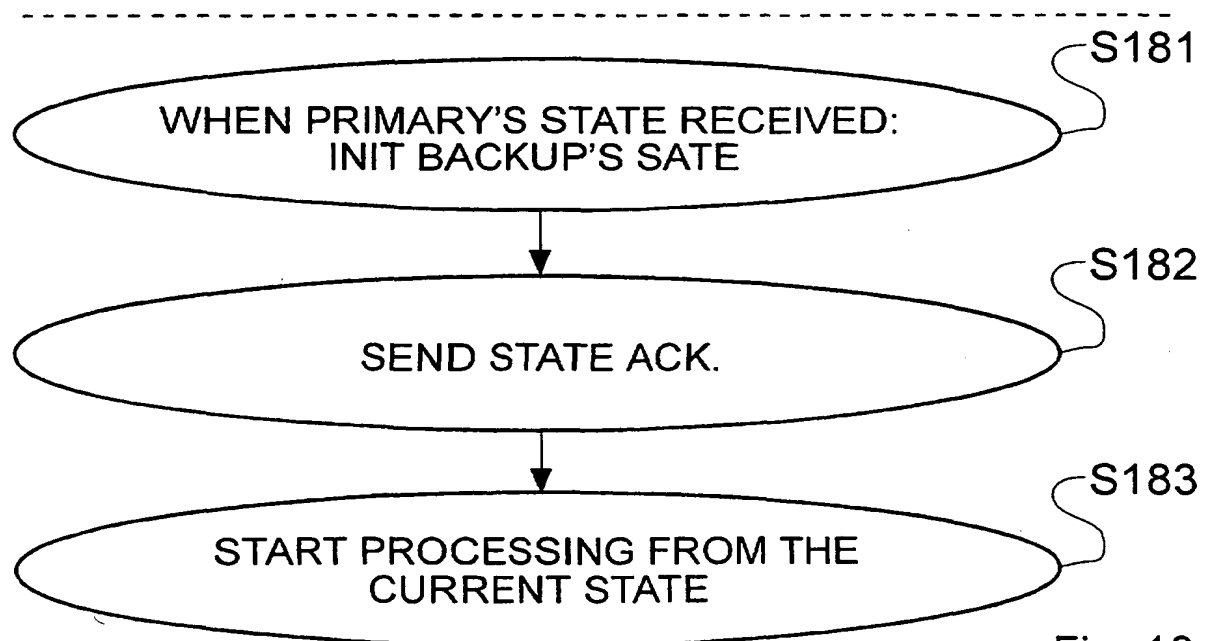 S181
WHEN PRIMARY'S STATE RECEIVED:
INIT BACKUP'S SATE
S182
SEND STATE ACK.
S183
START PROCESSING FROM THE
CURRENT STATE